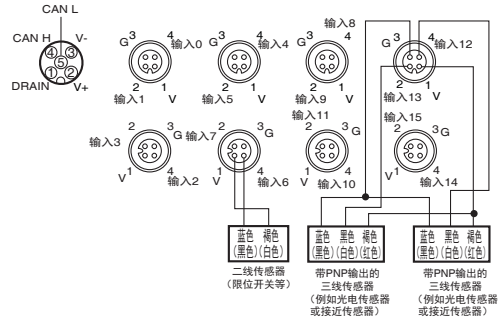 CAN L
CAN H
V-
④ ③
⑤
① ②
DRAIN
V+
G 3 4 输入0
2 1
输入1 V
G 3 4 输入4
2 1
输入5 V
输入8
G 3 4
2 1
输入9 V
G 3 4 输入12
2 1
输入13 V
输入3 2 3 G
V 1 4 输入2
输入7 2 3 G
V 1 4 输入6
输入11
2 3 G
V 1 4
输入10
输入15
2 3 G
V 1 4
输入14
蓝色 褐色
(黑色) (白色)
二线传感器
(限位开关等)
蓝色 黑色 褐色
(黑色) (白色) (红色)
带PNP输出的
三线传感器
(例如光电传感器
或接近传感器)
蓝色 黑色 褐色
(黑色) (白色) (红色)
带PNP输出的
三线传感器
(例如光电传感器
或接近传感器)